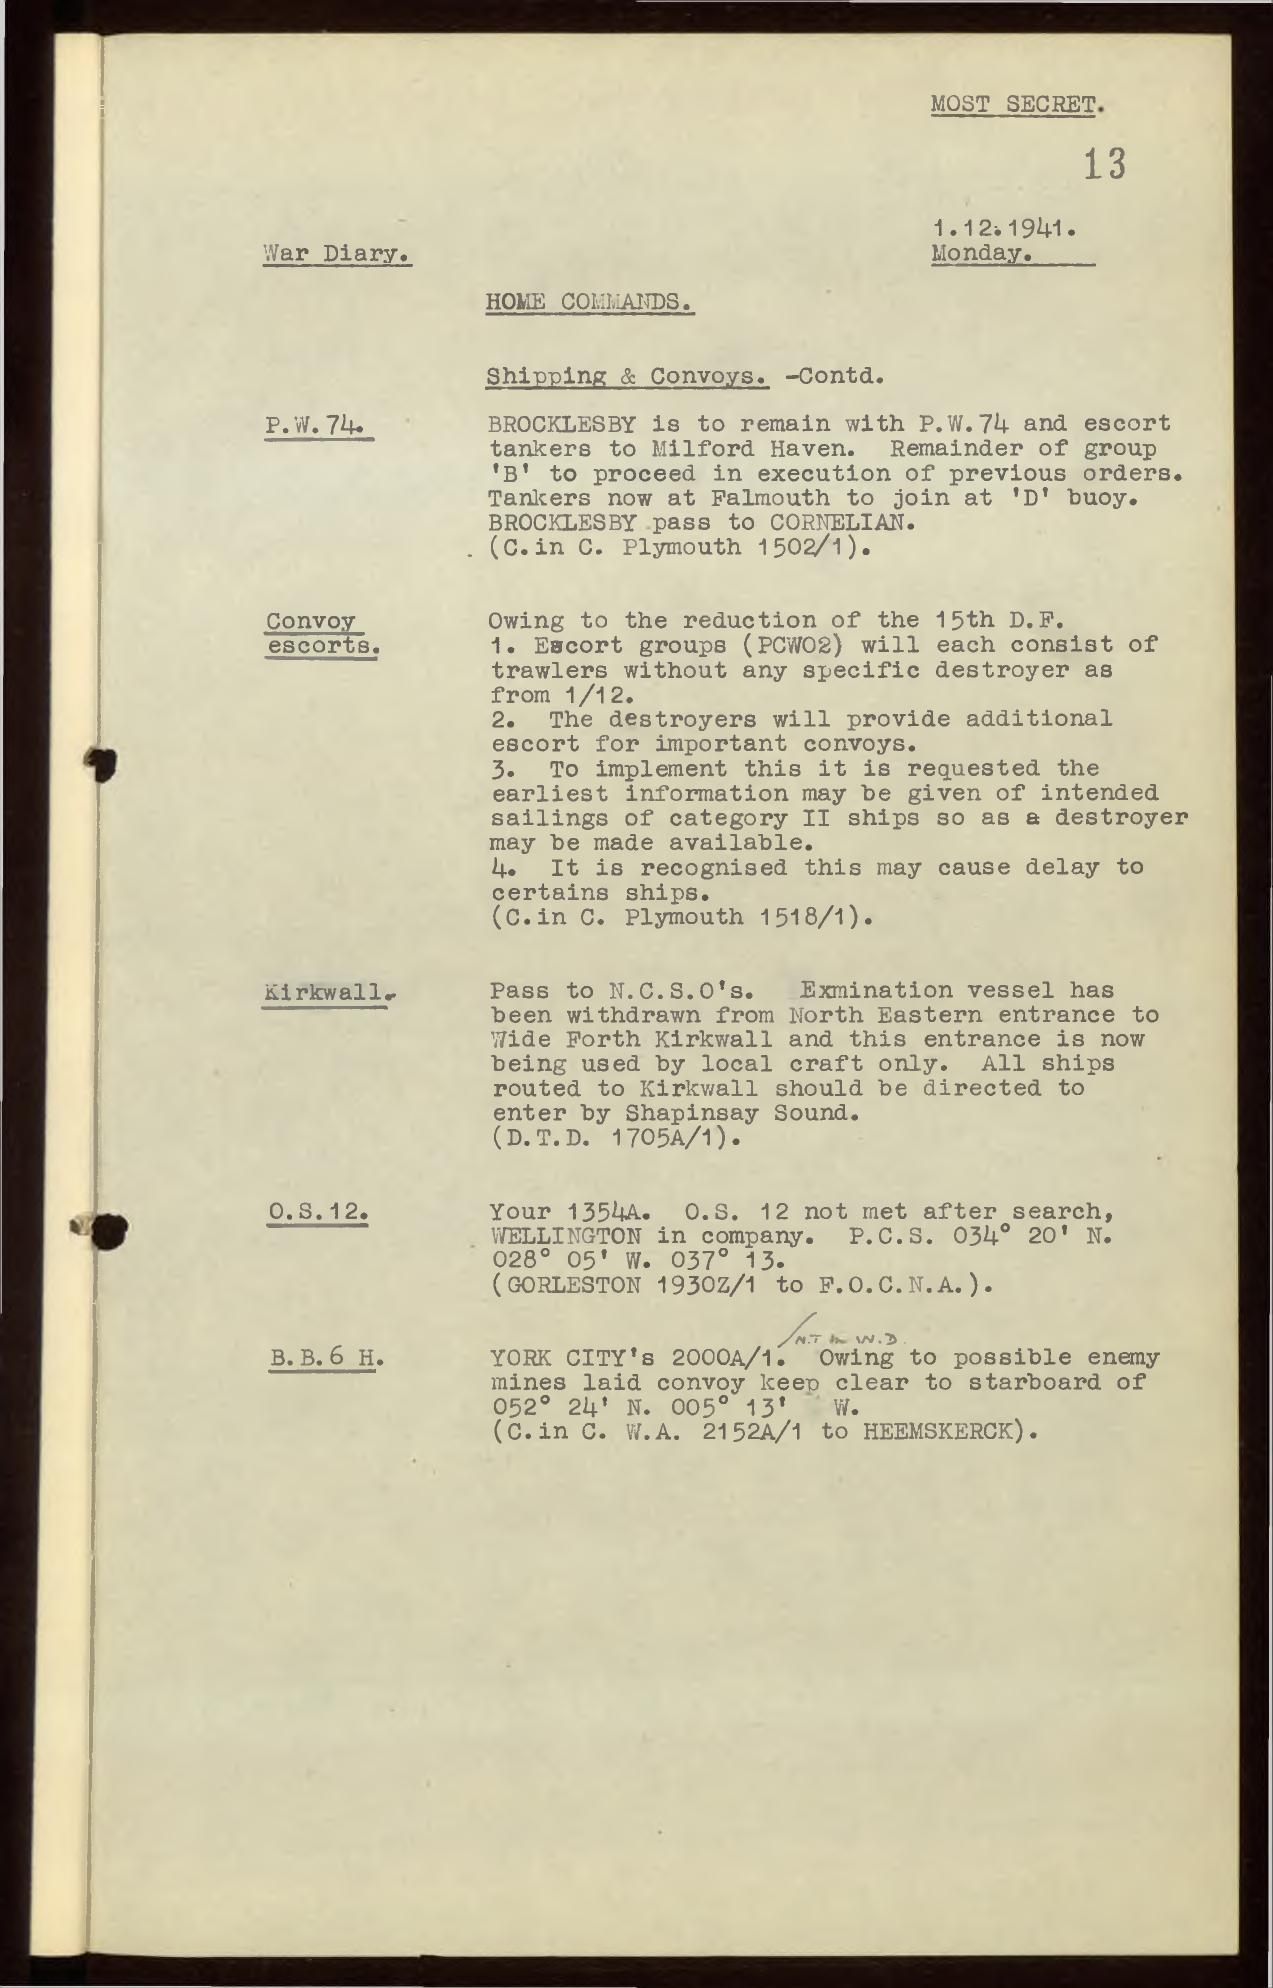 MOST SECRET.
13
1.12.1941.
War Diary.
Monday.
HOME COMMANDS.
Shipping & Convoys. -Contd.
P.W.74. BROCKLESBY is to remain with P.W.74 and escort
tankers to Milford Haven. Remainder of group
'B' to proceed in execution of previous orders.
Tankers now at Falmouth to join at 'D' buoy.
BROCKLESBY pass to CORNELIAN.
(C.in C. Plymouth 1502/1).
Convoy Owing to the reduction of the 15th D.F.
escorts. 1. Escort groups (PCW02) will each consist of
trawlers without any specific destroyer as
from 1/12.
2. The destroyers will provide additional
escort for important convoys.
3. To implement this it is requested the
earliest information may be given of intended
sailings of category II ships so as a destroyer
may be made available.
4. It is recognised this may cause delay to
certains ships.
(C.in C. Plymouth 1518/1).
Kirkwall. Pass to N.C.S.O's. Exmination vessel has
been withdrawn from North Eastern entrance to
Wide Forth Kirkwall and this entrance is now
being used by local craft only. All ships
routed to Kirkwall should be directed to
enter by Shapinsay Sound.
(D.T.D. 1705A/1).
O.S.12. Your 1354A. O.S. 12 not met after search,
WELLINGTON in company. P.C.S. 034° 20' N.
028° 05' W. 037° 13.
(GORLESTON 1930Z/1 to F.O.C.N.A.).
N.T in W.D.
B.B.6 H. YORK CITY's 2000A/1. Owing to possible enemy
mines laid convoy keep clear to starboard of
052° 24' N. 005° 13' W.
(C.in C. W.A. 2152A/1 to HEEMSKERCK).